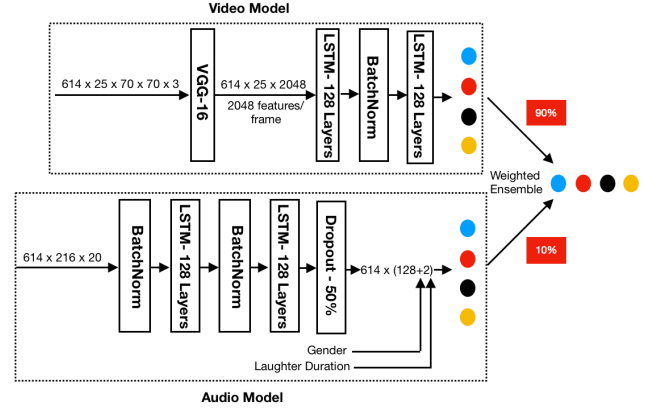 Video Model
614 x 25 x 70 x 70 x 3
VGG-16
614 x 25 x 2048
2048 features/
frame
LSTM- 128 Layers
BatchNorm
LSTM- 128 Layers
90%
Weighted
Ensemble
10%
614 x 216 x 20
BatchNorm
LSTM- 128 Layers
BatchNorm
LSTM- 128 Layers
Dropout - 50%
614 x (128+2)
Gender
Laughter Duration
Audio Model